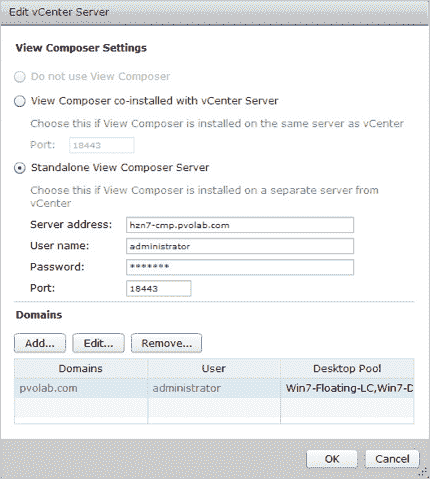 Edit vCenter Server
View Composer Settings
Do not use View Composer
View Composer co-installed with vCenter Server
Choose this if View Composer is installed on the same server as vCenter
Port: 18443
Standalone View Composer Server
Choose this if View Composer is installed on a separate server from
vCenter
Server address: hzn7-cmp.pvolab.com
User name: administrator
Password: *******
Port: 18443
Domains
Add... Edit... Remove...
Domains User Desktop Pool
pvolab.com administrator Win7-Floating-LC,Win7-D
OK Cancel